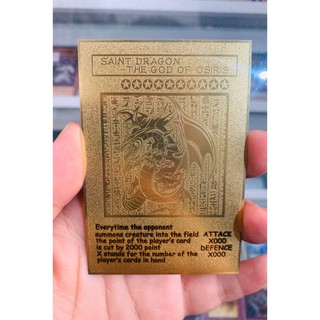 SAINT DRAGON
-THE GOD OF OSIRIS
Everytime the opponent
summons creature into the field
the point of the player's card
is cut by 2000 point
X stands for the number of the
player's cards in hand
ATTACK
X000
DEFENCE
X000